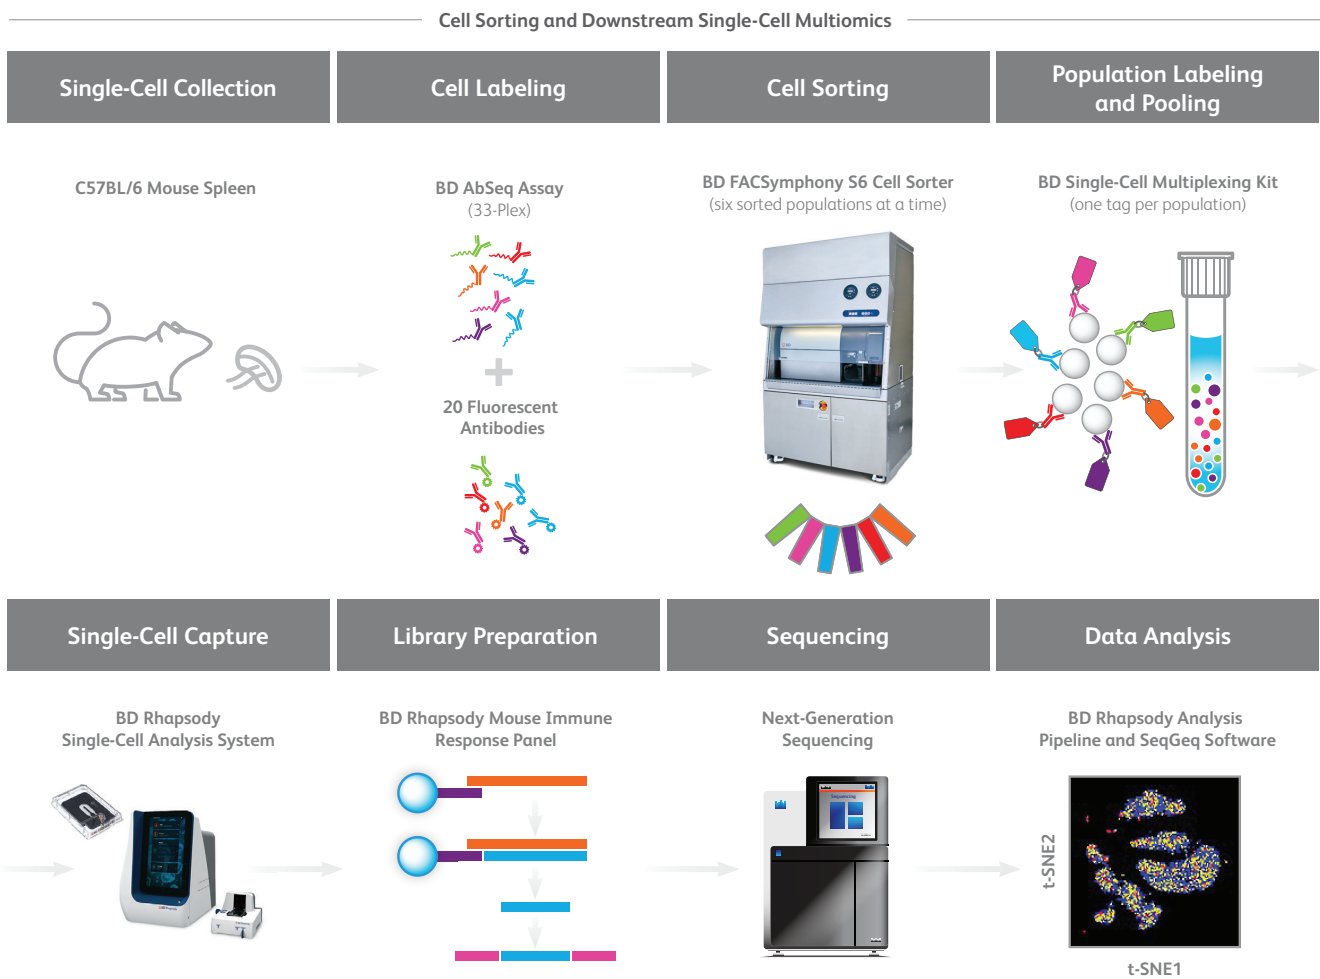 Cell Sorting and Downstream Single-Cell Multiomics
Single-Cell Collection
Cell Labeling
Cell Sorting
Population Labeling
and Pooling
C57BL/6 Mouse Spleen
BD AbSeq Assay
(33-Plex)
20 Fluorescent
Antibodies
BD FACSymphony S6 Cell Sorter
(six sorted populations at a time)
BD Single-Cell Multiplexing Kit
(one tag per population)
Single-Cell Capture
Library Preparation
Sequencing
Data Analysis
BD Rhapsody
Single-Cell Analysis System
BD Rhapsody Mouse Immune
Response Panel
Next-Generation
Sequencing
Sequencing
BD Rhapsody Analysis
Pipeline and SeqGeq Software
t-SNE2
t-SNE1